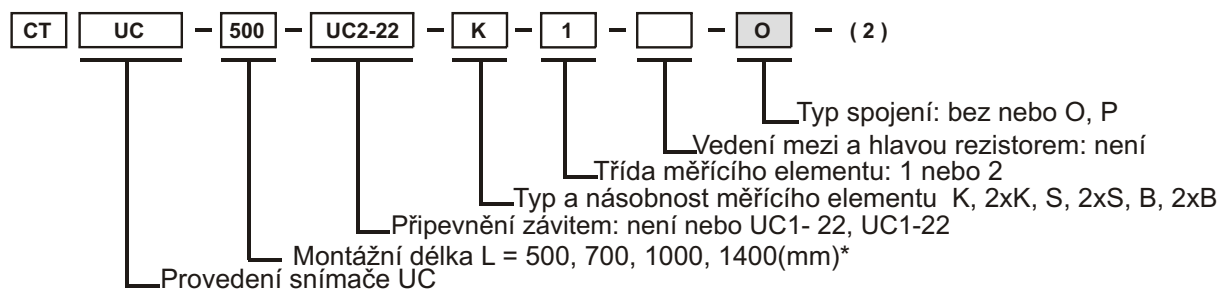 CT UC – 500 – UC2-22 – K – 1 – – O – ( 2 )
Typ spojení: bez nebo O, P
Vedení mezi a hlavou rezistorem: není
Třída měřícího elementu: 1 nebo 2
Typ a násobnost měřícího elementu K, 2xK, S, 2xS, B, 2xB
Připevnění závitem: není nebo UC1- 22, UC1-22
Montážní délka L = 500, 700, 1000, 1400(mm)*
Provedení snímače UC